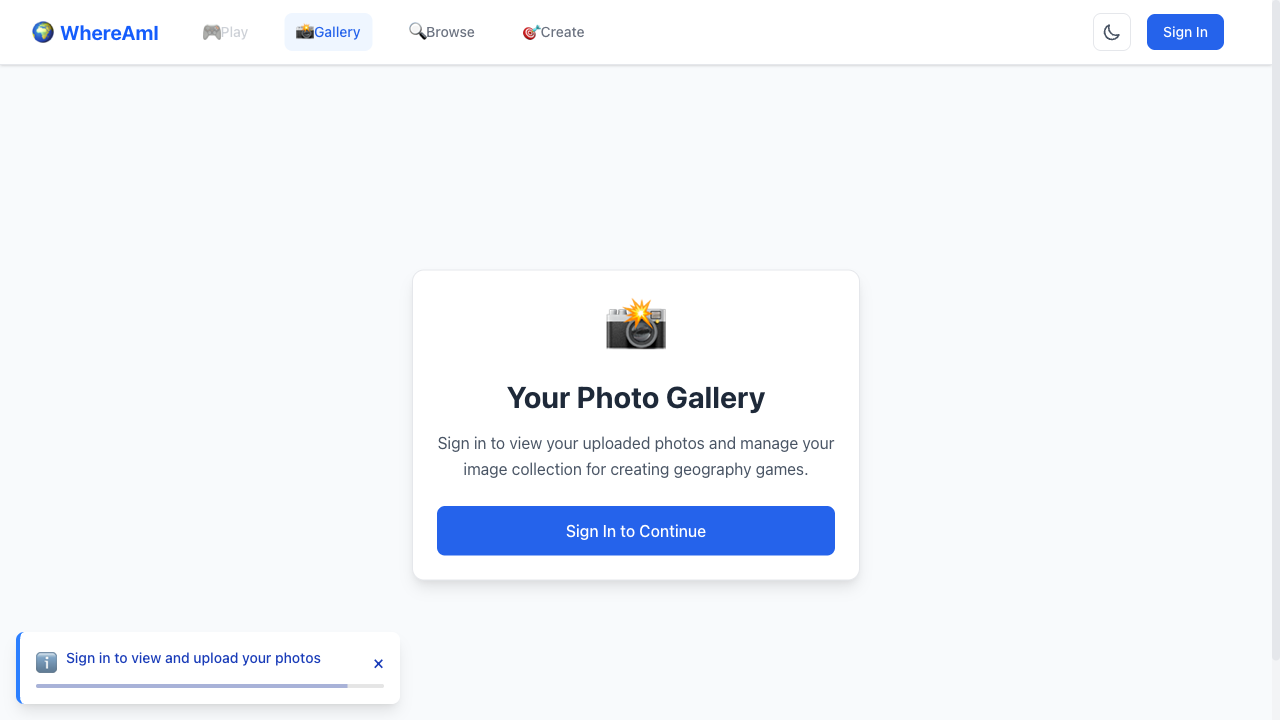 WhereAmI
Play
Gallery
Browse
Create
Sign In
Your Photo Gallery
Sign in to view your uploaded photos and manage your
image collection for creating geography games.
Sign In to Continue
Sign in to view and upload your photos
×